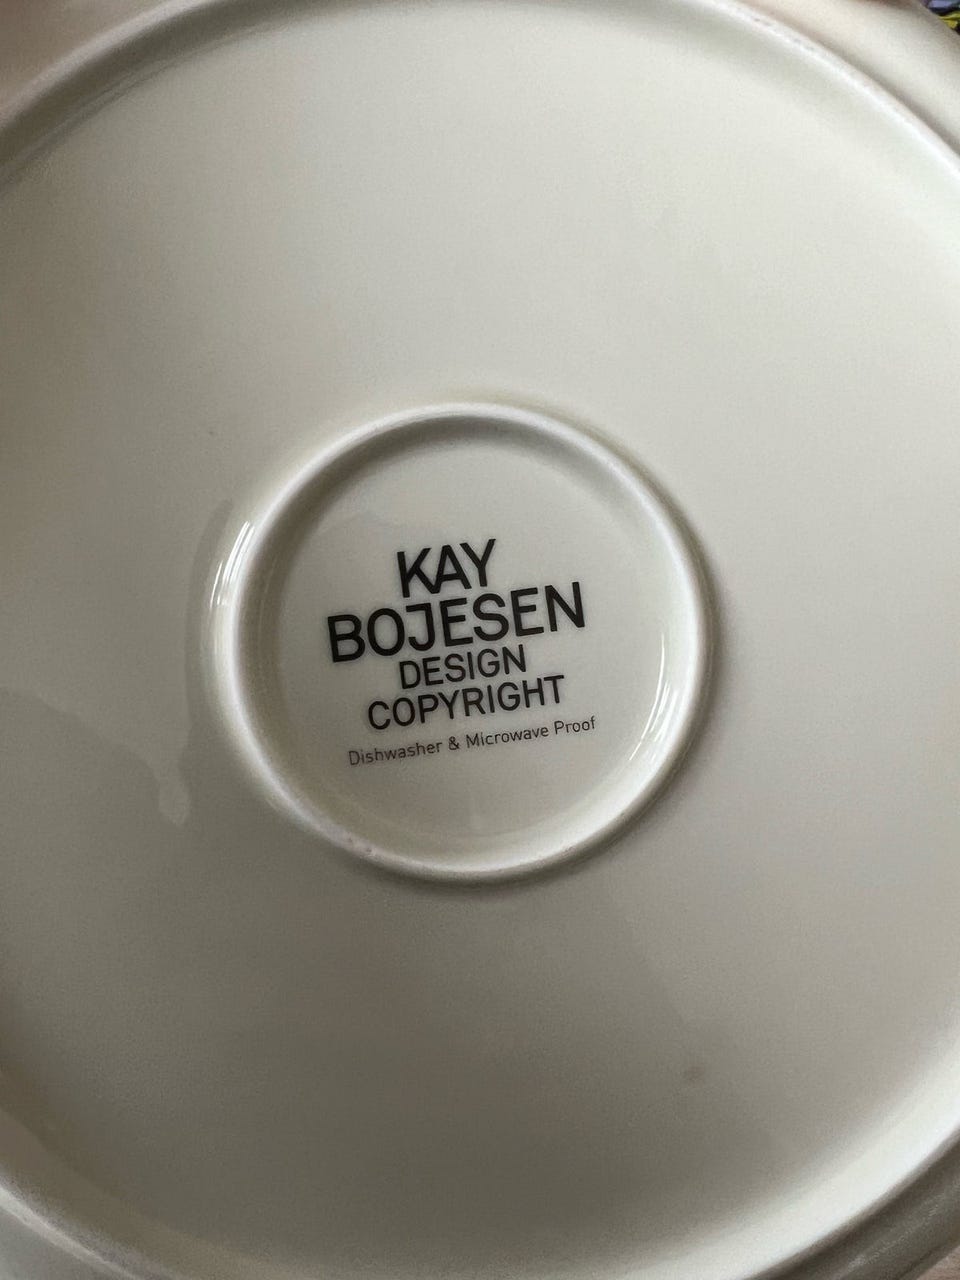 KAY
BOJESEN
DESIGN
COPYRIGHT
Dishwasher & Microwave Proof